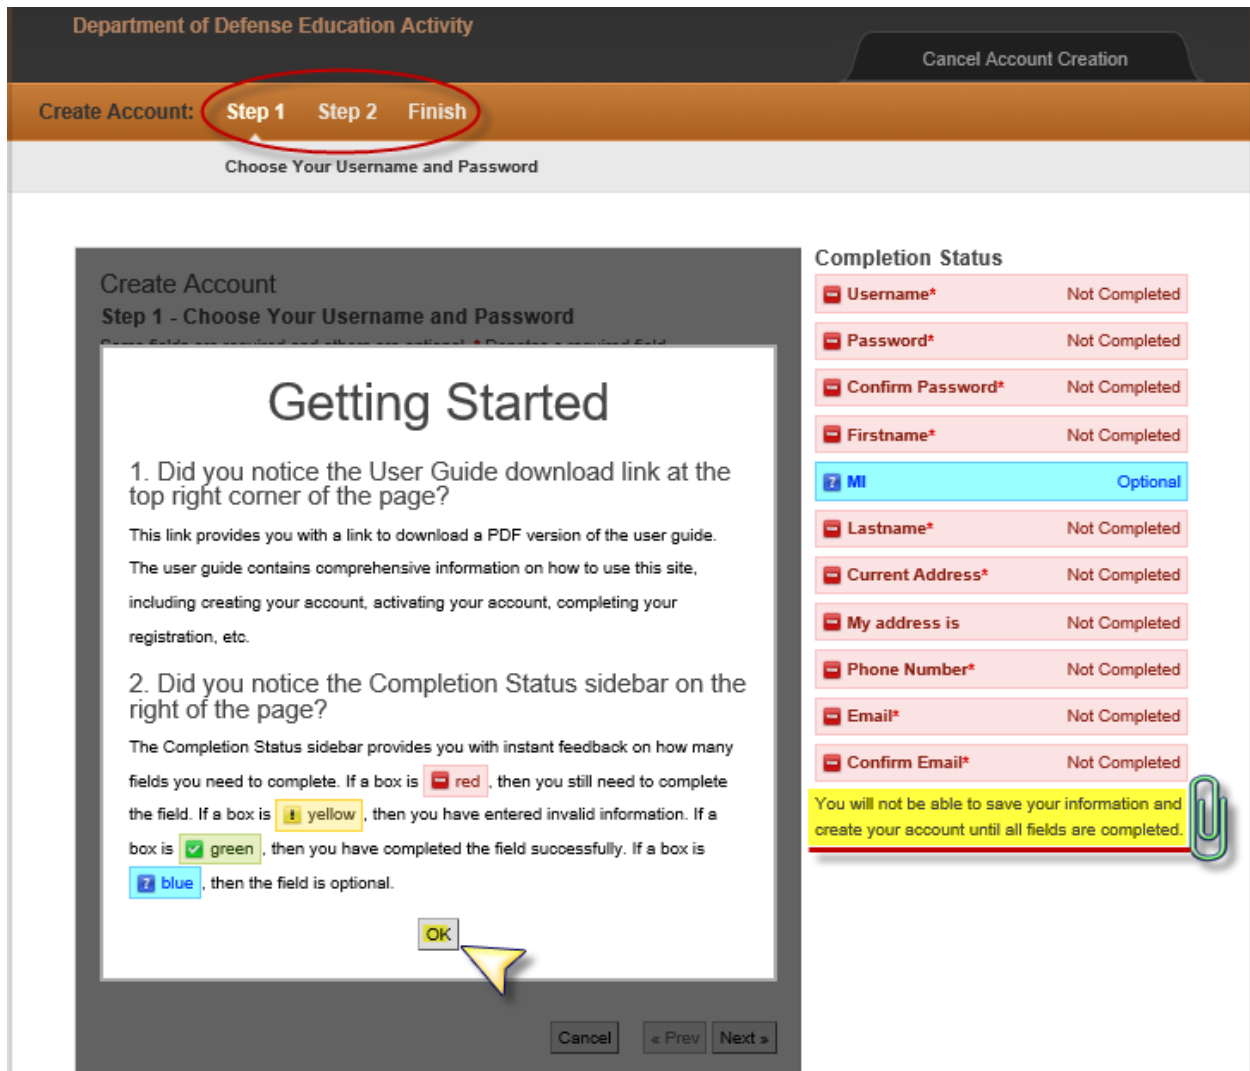 Department of Defense Education Activity
Cancel Account Creation
Create Account: Step 1 Step 2 Finish
Choose Your Username and Password
Create Account
Step 1 - Choose Your Username and Password
Some fields are required and others are optional. * Denotes a required field
Getting Started
1. Did you notice the User Guide download link at the
top right corner of the page?
This link provides you with a link to download a PDF version of the user guide.
The user guide contains comprehensive information on how to use this site,
including creating your account, activating your account, completing your
registration, etc.
2. Did you notice the Completion Status sidebar on the
right of the page?
The Completion Status sidebar provides you with instant feedback on how many
fields you need to complete. If a box is red , then you still need to complete
the field. If a box is yellow , then you have entered invalid information. If a
box is green , then you have completed the field successfully. If a box is
blue , then the field is optional.
OK
Cancel « Prev Next »
Completion Status
Username* Not Completed
Password* Not Completed
Confirm Password* Not Completed
Firstname* Not Completed
MI Optional
Lastname* Not Completed
Current Address* Not Completed
My address is Not Completed
Phone Number* Not Completed
Email* Not Completed
Confirm Email* Not Completed
You will not be able to save your information and
create your account until all fields are completed.